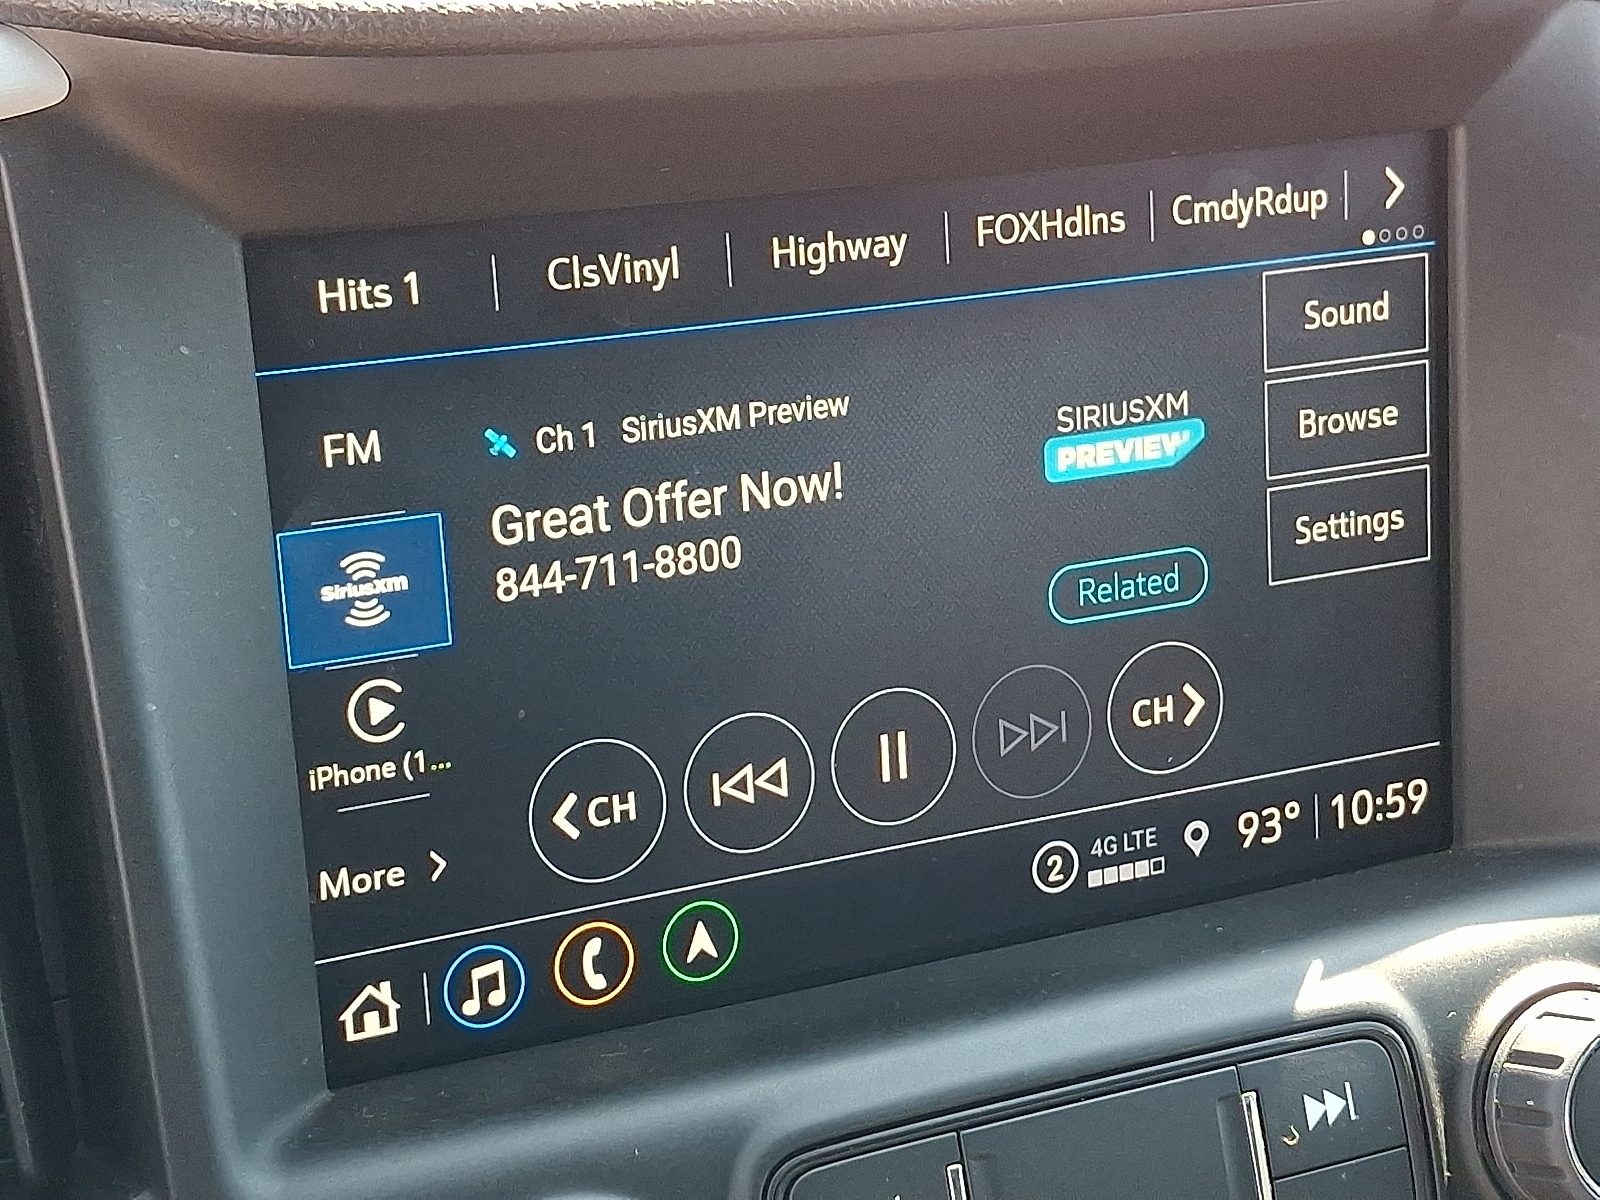 Hits 1 | ClsVinyl | Highway | FOXHdlns | CmdyRdup
Sound
FM
Ch 1 SiriusXM Preview
SIRIUSXM
PREVIEW
Browse
Great Offer Now!
844-711-8800
Settings
SiriusXm
Related
iPhone (1...
CH
CH
More
2
4G LTE
93° | 10:59